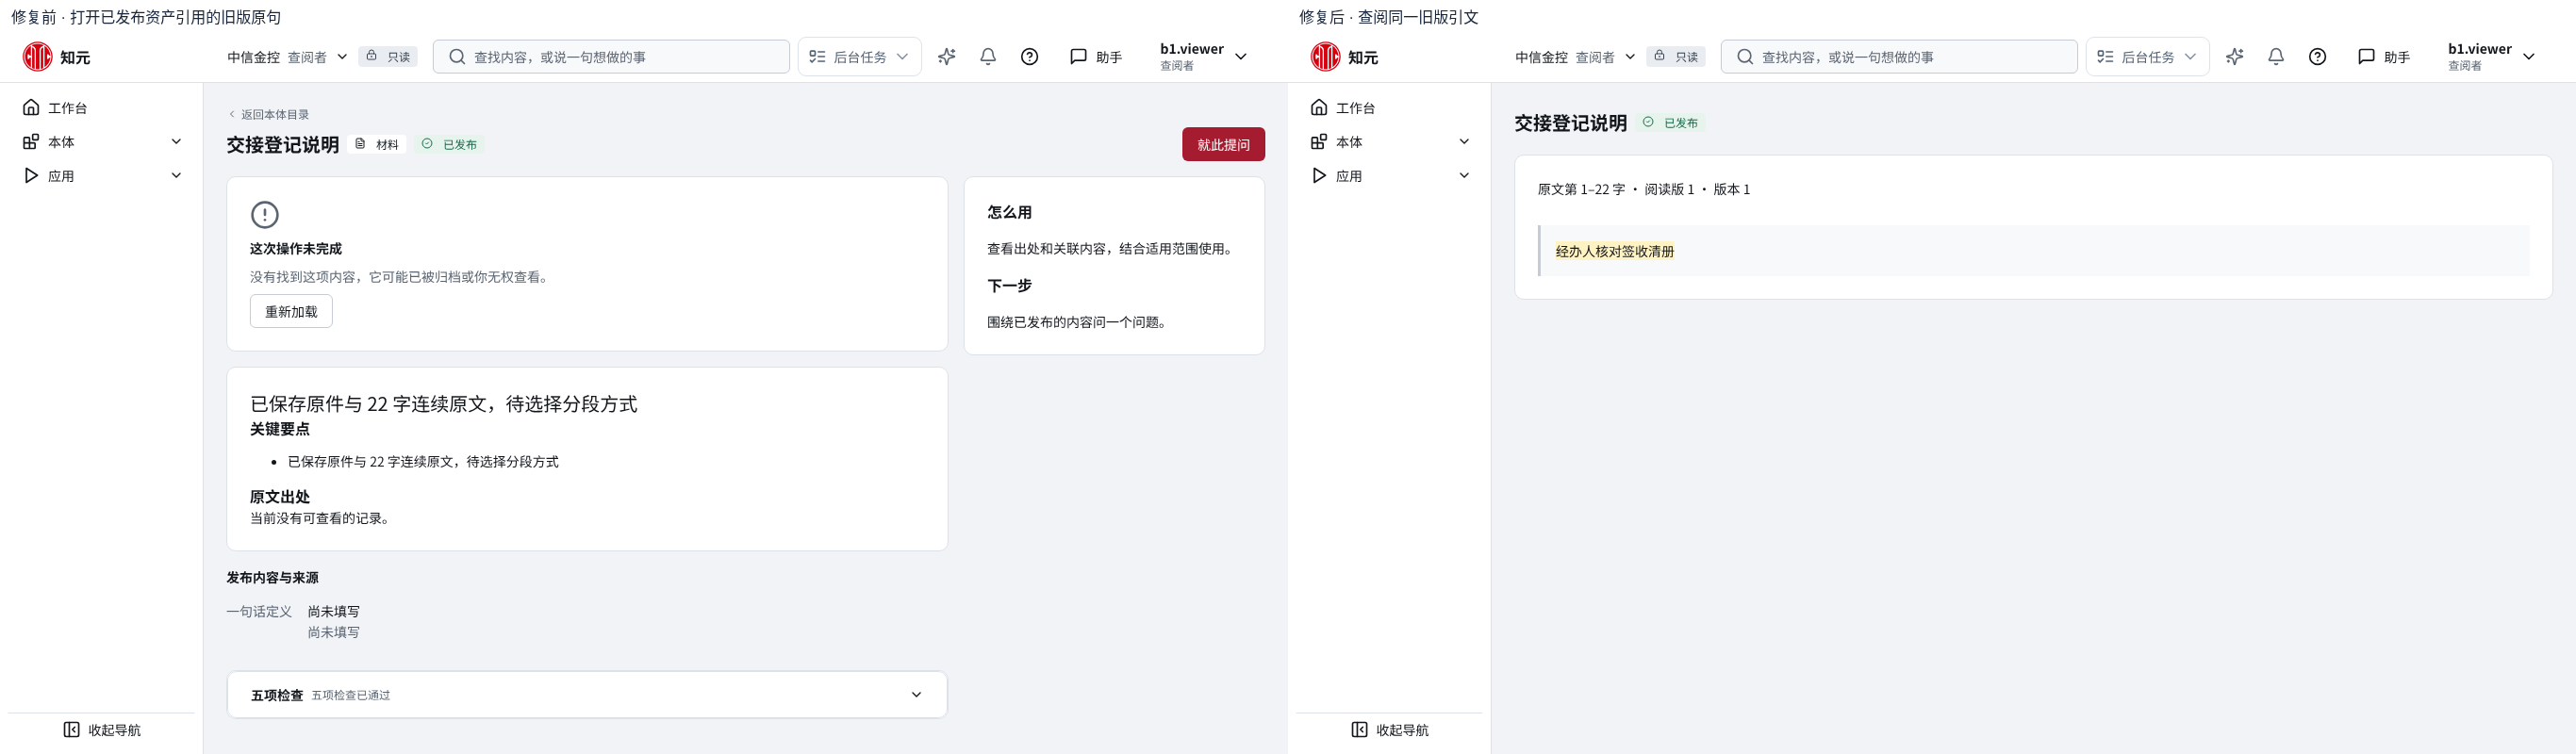 修复前 · 打开已发布资产引用的旧版原句
知元
中信金控 查阅者
只读
查找内容，或说一句想做的事
后台任务
助手
b1.viewer
查阅者
工作台
本体
应用
返回本体目录
交接登记说明
材料
已发布
就此提问
这次操作未完成
没有找到这项内容，它可能已被归档或你无权查看。
重新加载
怎么用
查看出处和关联内容，结合适用范围使用。
下一步
围绕已发布的内容问一个问题。
已保存原件与 22 字连续原文，待选择分段方式
关键要点
• 已保存原件与 22 字连续原文，待选择分段方式
原文出处
当前没有可查看的记录。
发布内容与来源
一句话定义 尚未填写
尚未填写
五项检查 五项检查已通过
收起导航
修复后 · 查阅同一旧版引文
知元
中信金控 查阅者
只读
查找内容，或说一句想做的事
后台任务
助手
b1.viewer
查阅者
工作台
本体
应用
交接登记说明
已发布
原文第 1–22 字 · 阅读版 1 · 版本 1
经办人核对签收清册
收起导航